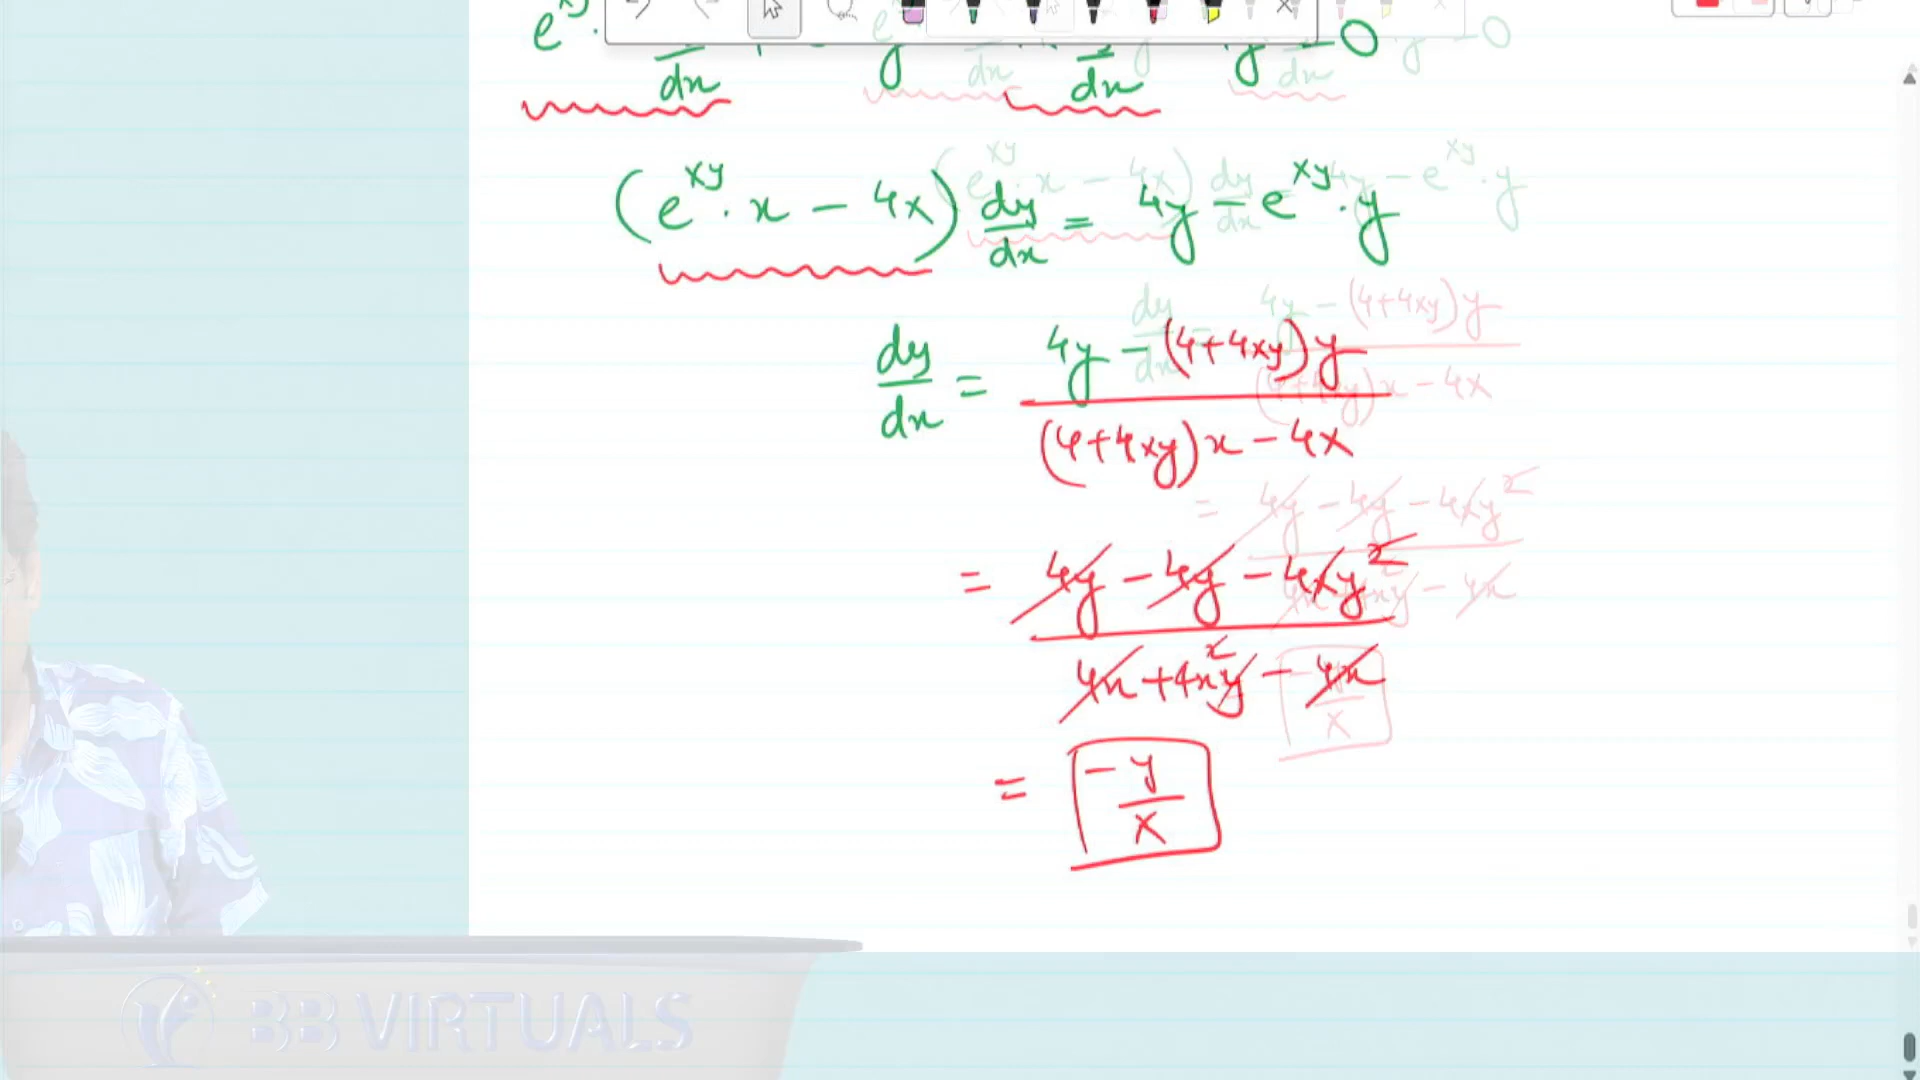 (e^xy . x - 4x) dy/dx = 4y - e^xy . y
dy/dx = 4y - (4+4xy)y / (4+4xy)x - 4x
= 4y - 4y - 4xy² / 4x + 4x²y - 4x
= -y/x
BB VIRTUALS